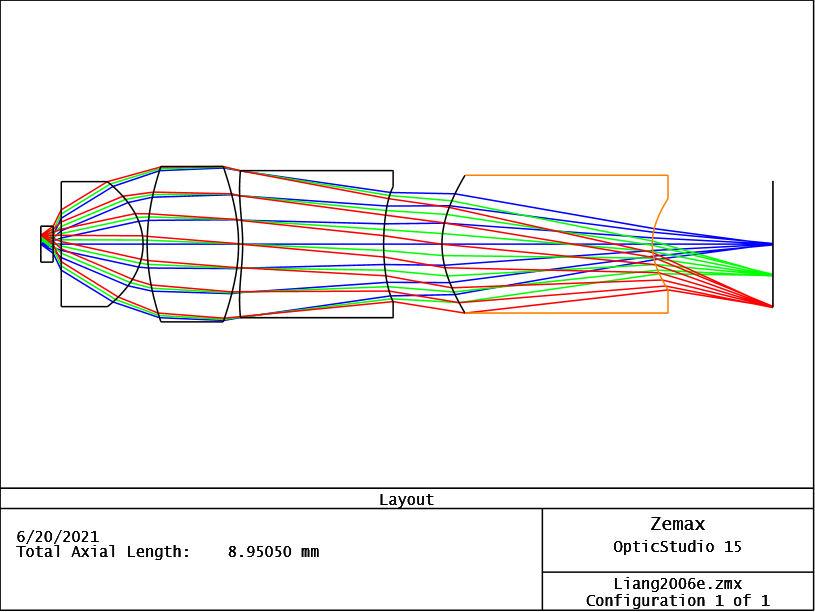 Layout
6/20/2021
Total Axial Length:    8.95050 mm
Zemax
OpticStudio 15
Liang2006e.zmx
Configuration 1 of 1